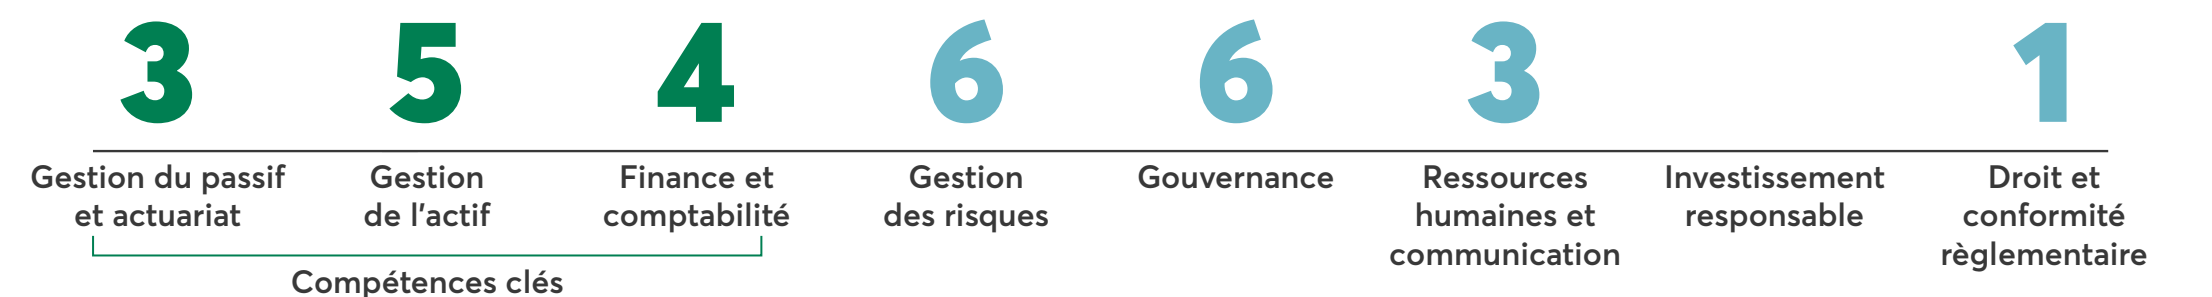 3 5 4 6 6 3 1
Gestion du passif
et actuariat
Gestion
de l'actif
Finance et
comptabilité
Gestion
des risques
Gouvernance
Ressources
humaines et
communication
Investissement
responsable
Droit et
conformité
règlementaire
Compétences clés